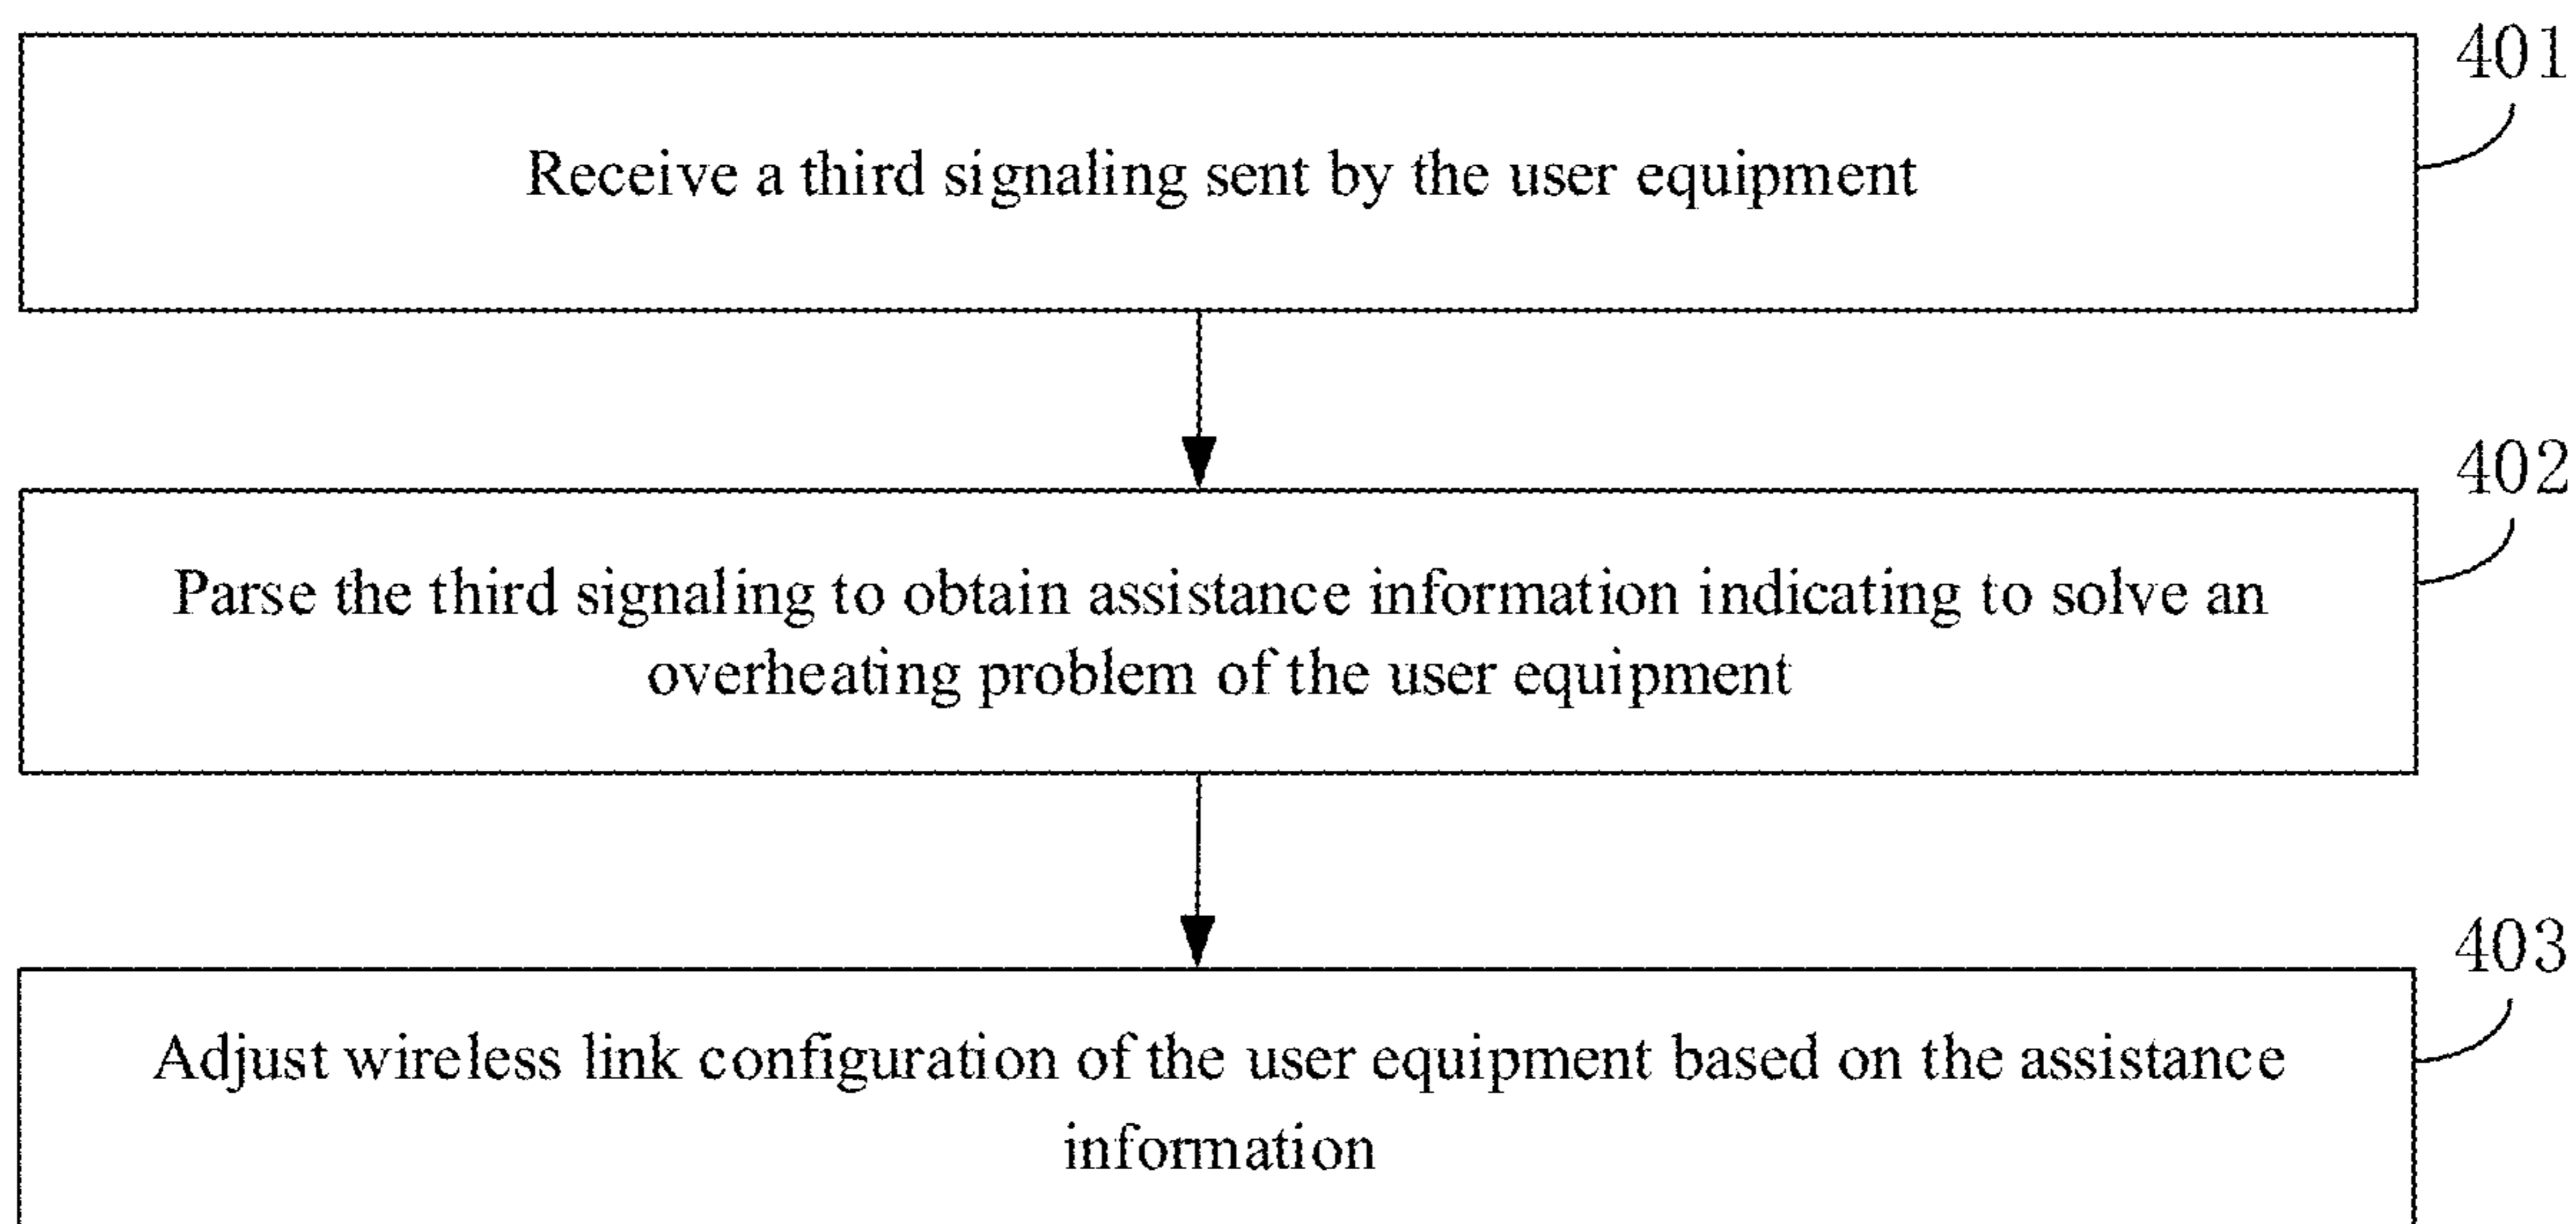 401
Receive a third signaling sent by the user equipment
402
Parse the third signaling to obtain assistance information indicating to solve an
overheating problem of the user equipment
403
Adjust wireless link configuration of the user equipment based on the assistance
information